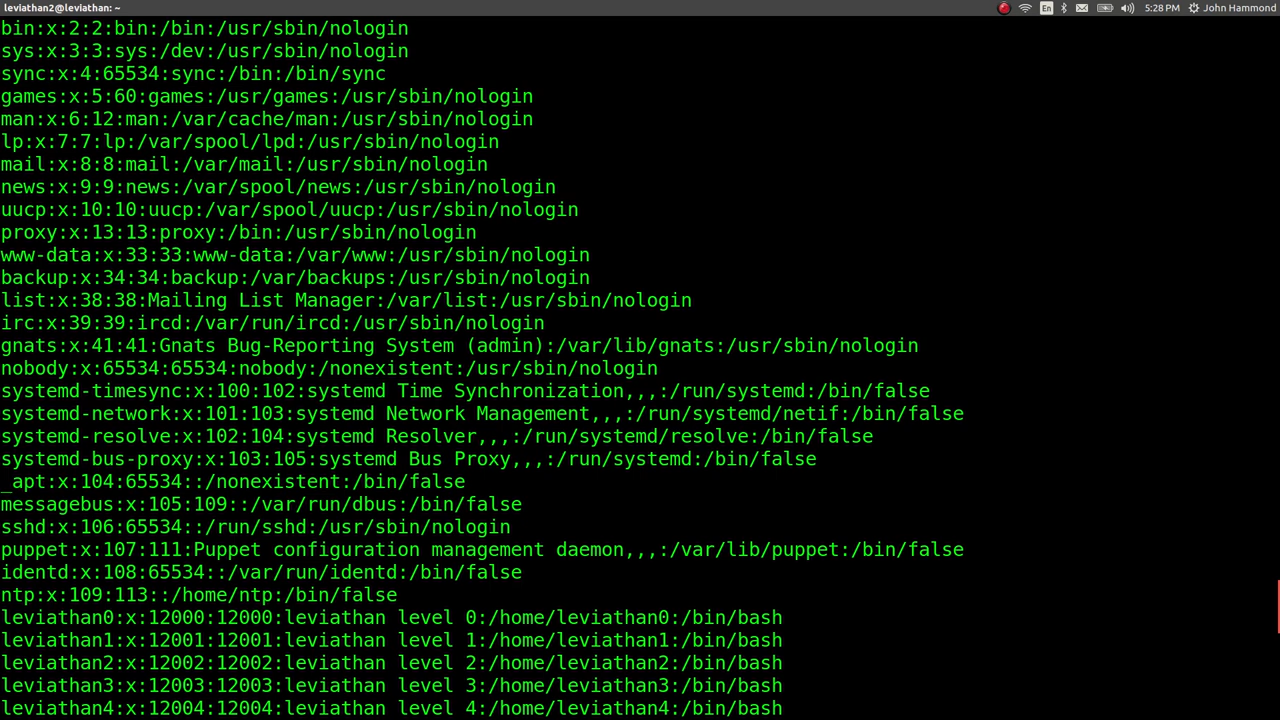 leviathan2@leviathan: ~
En
5:28 PM
John Hammond
bin:x:2:2:bin:/bin:/usr/sbin/nologin
sys:x:3:3:sys:/dev:/usr/sbin/nologin
sync:x:4:65534:sync:/bin:/bin/sync
games:x:5:60:games:/usr/games:/usr/sbin/nologin
man:x:6:12:man:/var/cache/man:/usr/sbin/nologin
lp:x:7:7:lp:/var/spool/lpd:/usr/sbin/nologin
mail:x:8:8:mail:/var/mail:/usr/sbin/nologin
news:x:9:9:news:/var/spool/news:/usr/sbin/nologin
uucp:x:10:10:uucp:/var/spool/uucp:/usr/sbin/nologin
proxy:x:13:13:proxy:/bin:/usr/sbin/nologin
www-data:x:33:33:www-data:/var/www:/usr/sbin/nologin
backup:x:34:34:backup:/var/backups:/usr/sbin/nologin
list:x:38:38:Mailing List Manager:/var/list:/usr/sbin/nologin
irc:x:39:39:ircd:/var/run/ircd:/usr/sbin/nologin
gnats:x:41:41:Gnats Bug-Reporting System (admin):/var/lib/gnats:/usr/sbin/nologin
nobody:x:65534:65534:nobody:/nonexistent:/usr/sbin/nologin
systemd-timesync:x:100:102:systemd Time Synchronization,,,:/run/systemd:/bin/false
systemd-network:x:101:103:systemd Network Management,,,:/run/systemd/netif:/bin/false
systemd-resolve:x:102:104:systemd Resolver,,,:/run/systemd/resolve:/bin/false
systemd-bus-proxy:x:103:105:systemd Bus Proxy,,,:/run/systemd:/bin/false
_apt:x:104:65534::/nonexistent:/bin/false
messagebus:x:105:109::/var/run/dbus:/bin/false
sshd:x:106:65534::/run/sshd:/usr/sbin/nologin
puppet:x:107:111:Puppet configuration management daemon,,,:/var/lib/puppet:/bin/false
identd:x:108:65534::/var/run/identd:/bin/false
ntp:x:109:113::/home/ntp:/bin/false
leviathan0:x:12000:12000:leviathan level 0:/home/leviathan0:/bin/bash
leviathan1:x:12001:12001:leviathan level 1:/home/leviathan1:/bin/bash
leviathan2:x:12002:12002:leviathan level 2:/home/leviathan2:/bin/bash
leviathan3:x:12003:12003:leviathan level 3:/home/leviathan3:/bin/bash
leviathan4:x:12004:12004:leviathan level 4:/home/leviathan4:/bin/bash